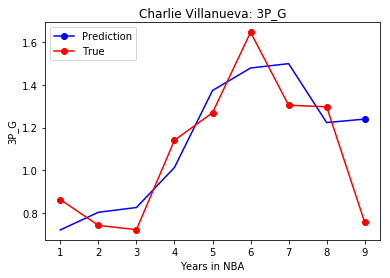 Charlie Villanueva: 3P_G
Prediction
True
1.6
1.4
1.2
1.0
0.8
3P_G
1 2 3 4 5 6 7 8 9
Years in NBA